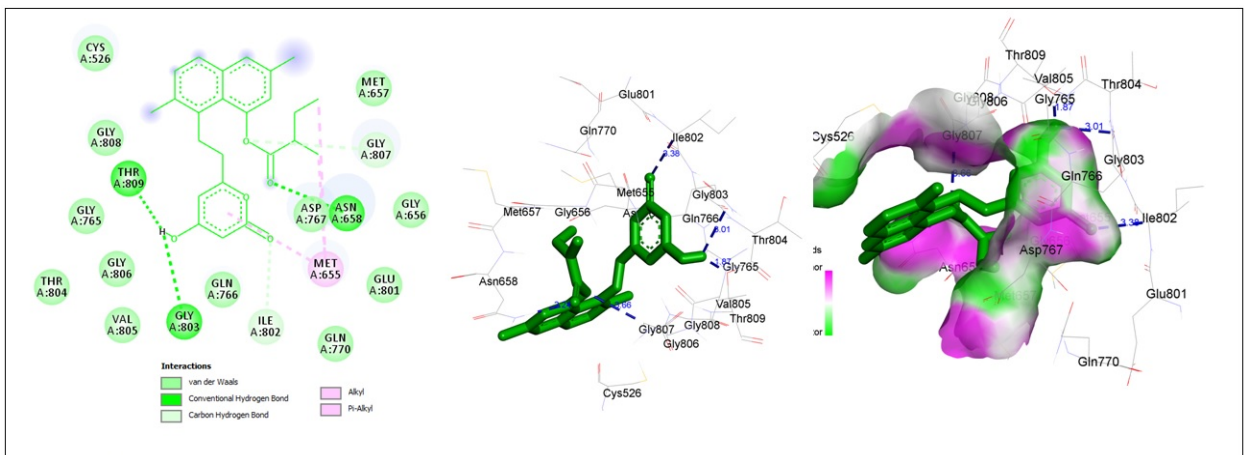 CYS
A:526
MET
A:657
GLY
A:808
GLY
A:807
THR
A:809
GLY
A:765
ASP
A:767
ASN
A:658
GLY
A:656
H
MET
A:655
GLY
A:806
THR
A:804
GLN
A:766
GLU
A:801
VAL
A:805
GLY
A:803
ILE
A:802
GLN
A:770
Interactions
van der Waals
Conventional Hydrogen Bond
Carbon Hydrogen Bond
Alkyl
Pi-Alkyl
Glu801
Gln770
Ile802
3.38
Met655
Gly803
Met657
Gly656
Gln766
3.01
Thr804
1.87
Gly765
Asn658
Val805
Gly807
Gly808
Thr809
Gly806
Cys526
Thr809
Val805
Thr804
Gly808
Gly765
Gly806
1.87
Cys526
Gly807
3.01
Gly803
Gln766
3.38
Ile802
Asp767
Glu801
Gln770